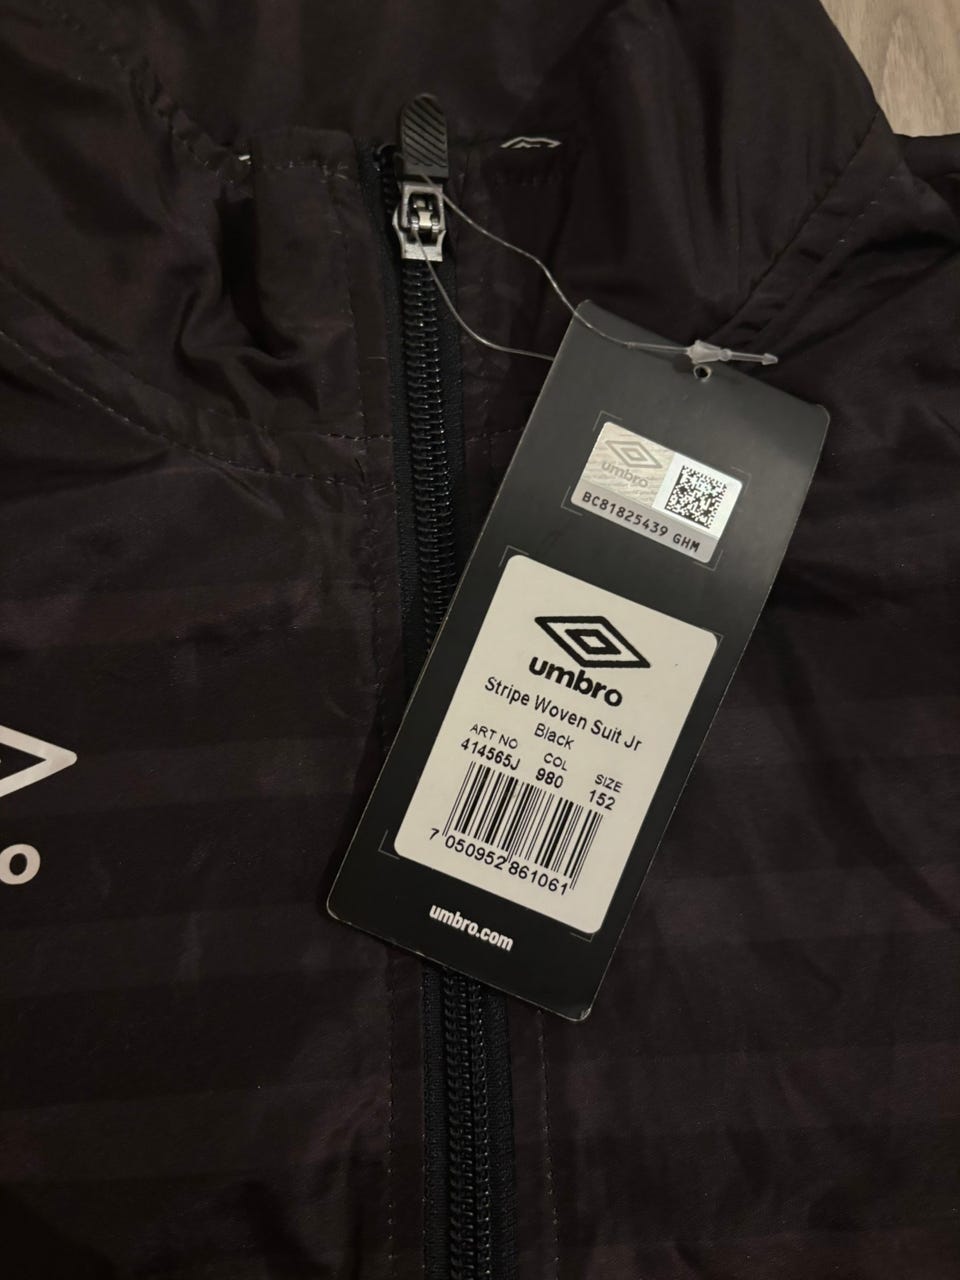 umbro
BC81825439 GHM
umbro
Stripe Woven Suit Jr
Black
ART NO COL SIZE
414565J 980 152
7 050952 861061
umbro.com
o